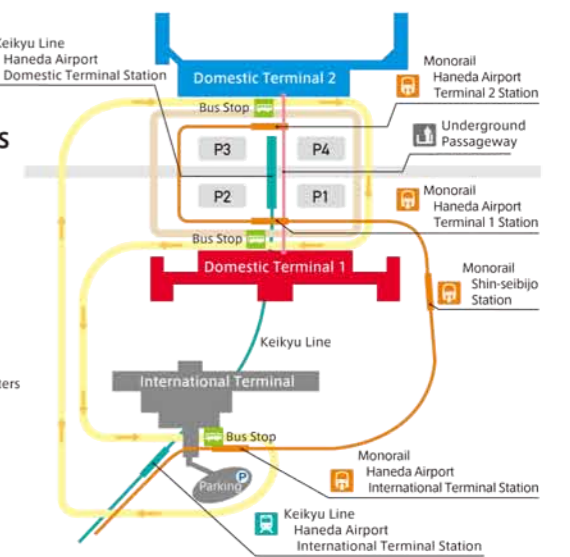 Keikyu Line
Haneda Airport
Domestic Terminal Station
Domestic Terminal 2
Monorail
Haneda Airport
Terminal 2 Station
Bus Stop
Underground
Passageway
P3
P4
P2
P1
Monorail
Haneda Airport
Terminal 1 Station
Bus Stop
Domestic Terminal 1
Monorail
Shin-seibijo
Station
Keikyu Line
International Terminal
Bus Stop
Monorail
Haneda Airport
International Terminal Station
P
Parking
Keikyu Line
Haneda Airport
International Terminal Station